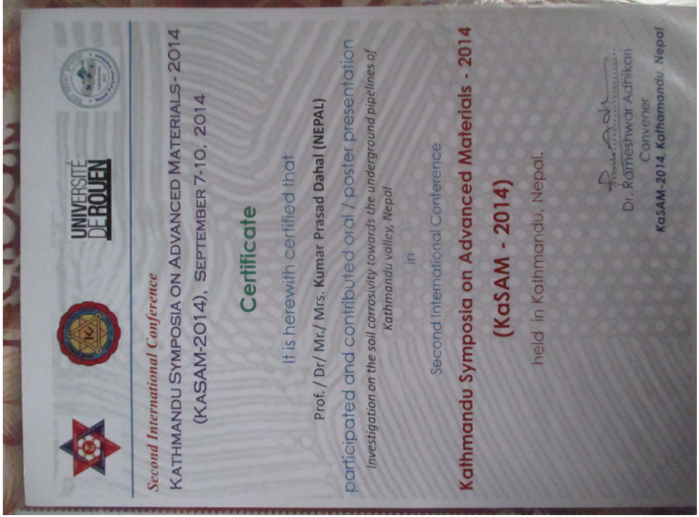 UNIVERSITÉ
DE ROUEN
Second International Conference
KATHMANDU SYMPOSIA ON ADVANCED MATERIALS- 2014
(KASAM-2014), SEPTEMBER 7-10, 2014
Certificate
It is herewith certified that
Prof. / Dr/ Mr./ Mrs. Kumar Prasad Dahal (NEPAL)
participated and contributed oral / poster presentation
Investigation on the soil corrosivity towards the underground pipelines of
Kathmandu valley, Nepal
in
Second International Conference
Kathmandu Symposia on Advanced Materials - 2014
(KaSAM - 2014)
held in Kathmandu, Nepal.
Dr. Rameshwar Adhikari
Convener
KaSAM-2014, Kathamandu, Nepal